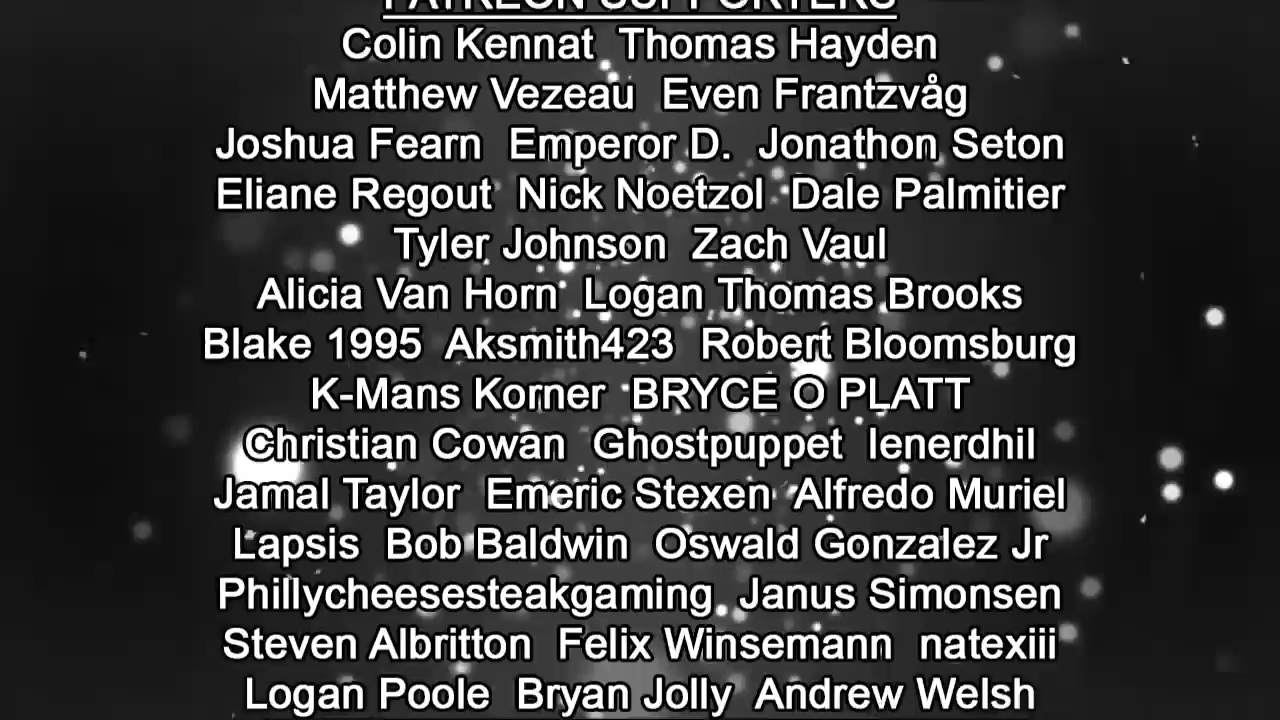 PATREON SUPPORTERS
Colin Kennat  Thomas Hayden
Matthew Vezeau  Even Frantzvåg
Joshua Fearn  Emperor D.  Jonathon Seton
Eliane Regout  Nick Noetzol  Dale Palmitier
Tyler Johnson  Zach Vaul
Alicia Van Horn  Logan Thomas Brooks
Blake 1995  Aksmith423  Robert Bloomsburg
K-Mans Korner  BRYCE O PLATT
Christian Cowan  Ghostpuppet  lenerdhil
Jamal Taylor  Emeric Stexen  Alfredo Muriel
Lapsis  Bob Baldwin  Oswald Gonzalez Jr
Phillycheesesteakgaming  Janus Simonsen
Steven Albritton  Felix Winsemann  natexiii
Logan Poole  Bryan Jolly  Andrew Welsh